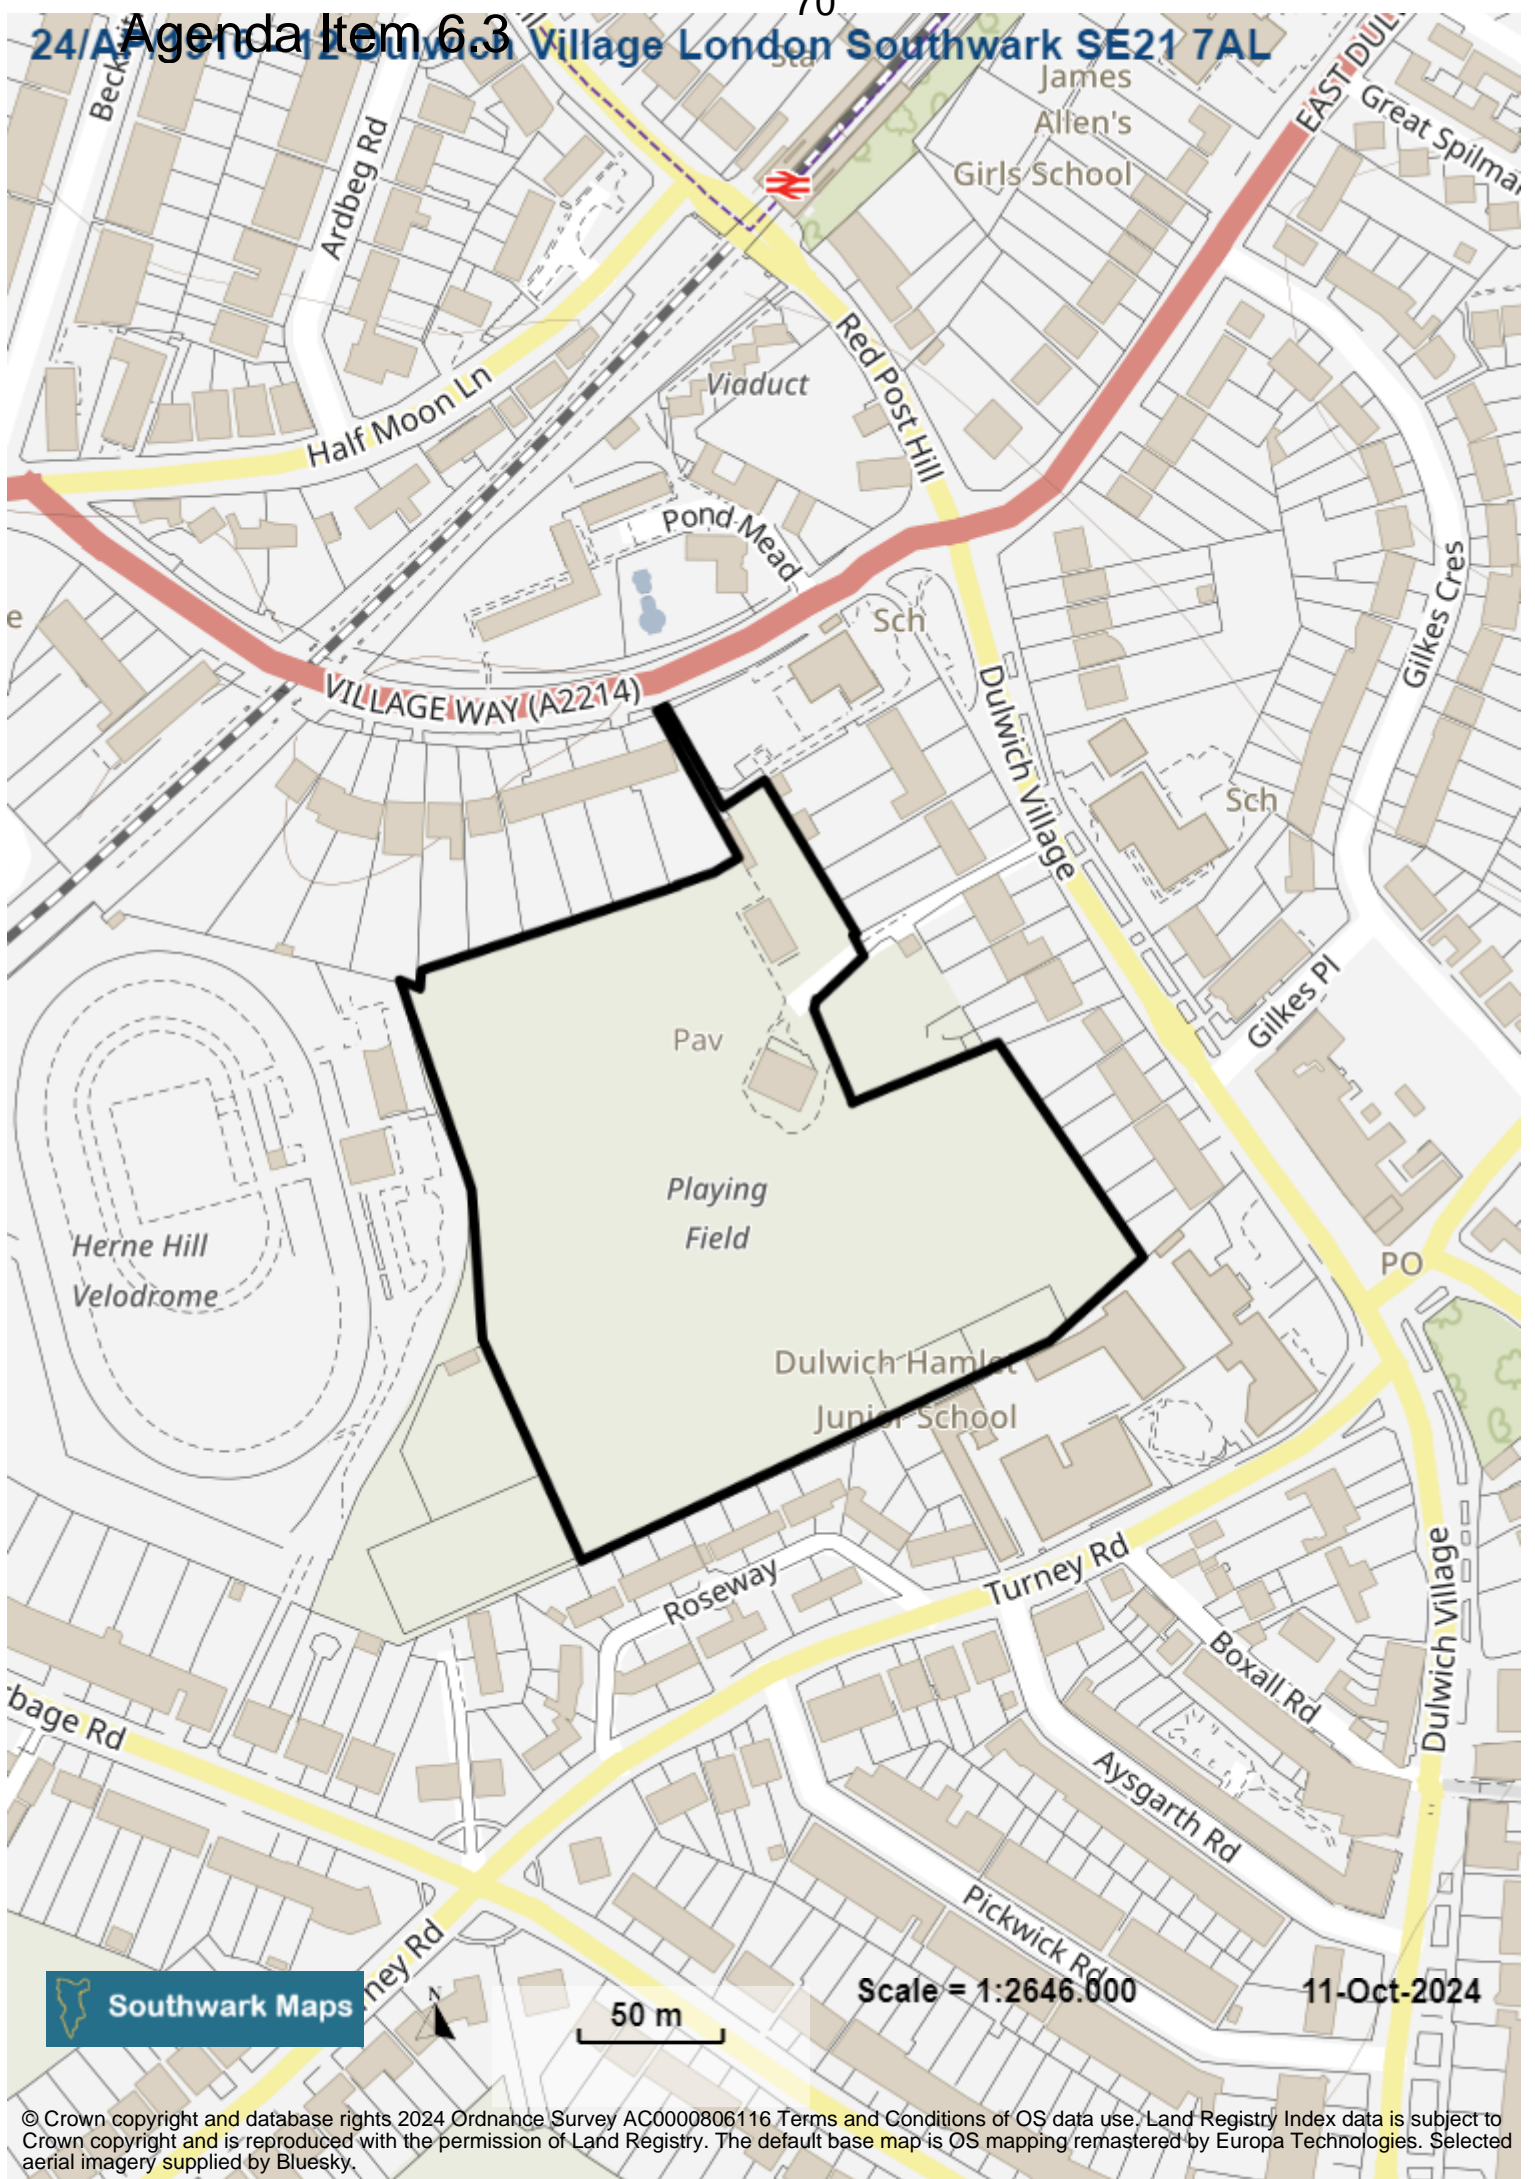 70
Agenda Item 6.3
Dulwich Village London Southwark SE21 7AL
Sta
James
Allen's
Girls School
EAST DUL
Great Spilmar
Beck
Ardbeg Rd
Red Post Hill
Viaduct
Half Moon Ln
Pond Mead
Gilkes Cres
e
Sch
VILLAGE WAY (A2214)
Dulwich Village
Sch
Gilkes Pl
Pav
Playing
Field
Herne Hill
Velodrome
PO
Dulwich Hamlet
Junior School
Turney Rd
Roseway
Boxall Rd
Dulwich Village
bage Rd
Aysgarth Rd
Pickwick Rd
rney Rd
Southwark Maps
N
50 m
Scale = 1:2646.000
11-Oct-2024
© Crown copyright and database rights 2024 Ordnance Survey AC0000806116 Terms and Conditions of OS data use. Land Registry Index data is subject to
Crown copyright and is reproduced with the permission of Land Registry. The default base map is OS mapping remastered by Europa Technologies. Selected
aerial imagery supplied by Bluesky.